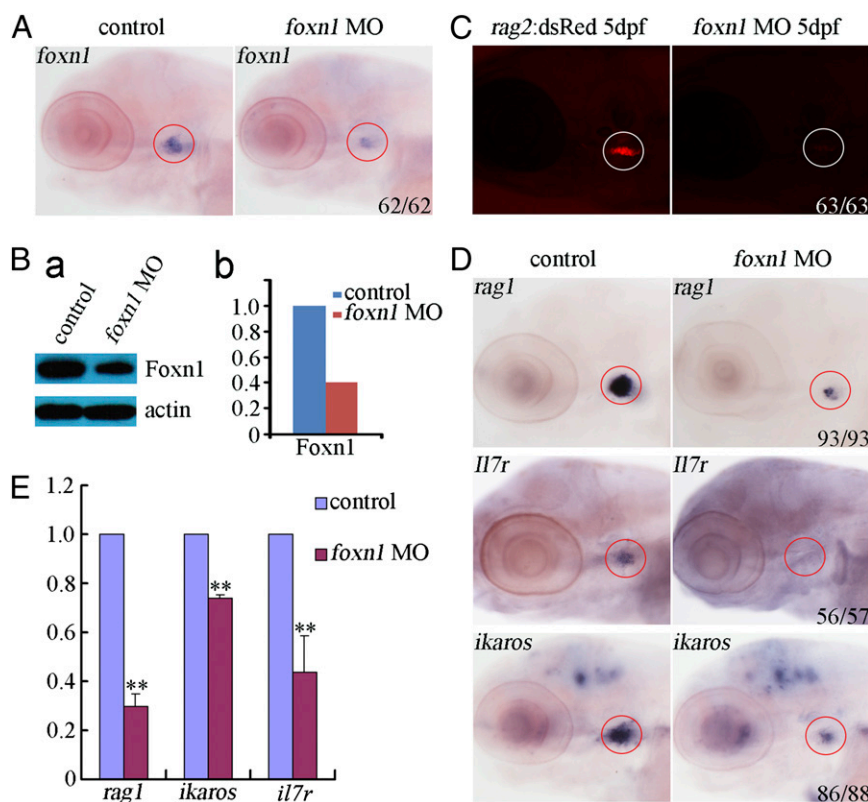 A
control
foxn1 MO
foxn1
foxn1
62/62
B
a
control
foxn1 MO
Foxn1
actin
b
control
foxn1 MO
1.0
0.8
0.6
0.4
0.2
0
Foxn1
C
rag2:dsRed 5dpf
foxn1 MO 5dpf
63/63
D
control
foxn1 MO
rag1
rag1
93/93
Il7r
Il7r
56/57
ikaros
ikaros
86/88
E
1.2
1.0
0.8
0.6
0.4
0.2
0
control
foxn1 MO
**
**
**
rag1
ikaros
il7r